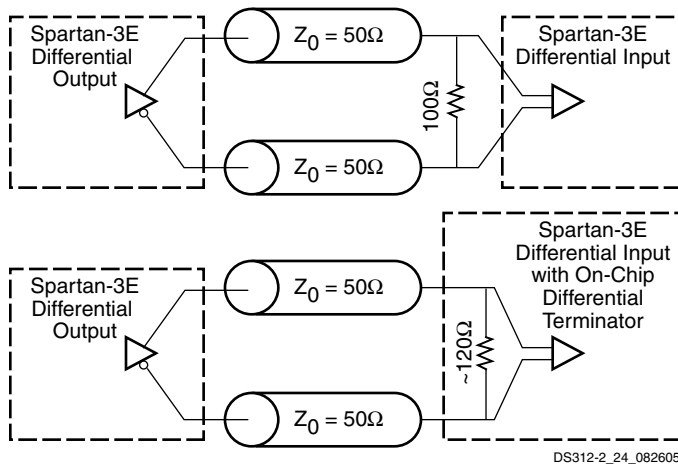 Spartan-3E
Differential
Output
Z0 = 50Ω
Z0 = 50Ω
100Ω
Spartan-3E
Differential Input
Spartan-3E
Differential
Output
Z0 = 50Ω
Z0 = 50Ω
~120Ω
Spartan-3E
Differential Input
with On-Chip
Differential
Terminator
DS312-2_24_082605